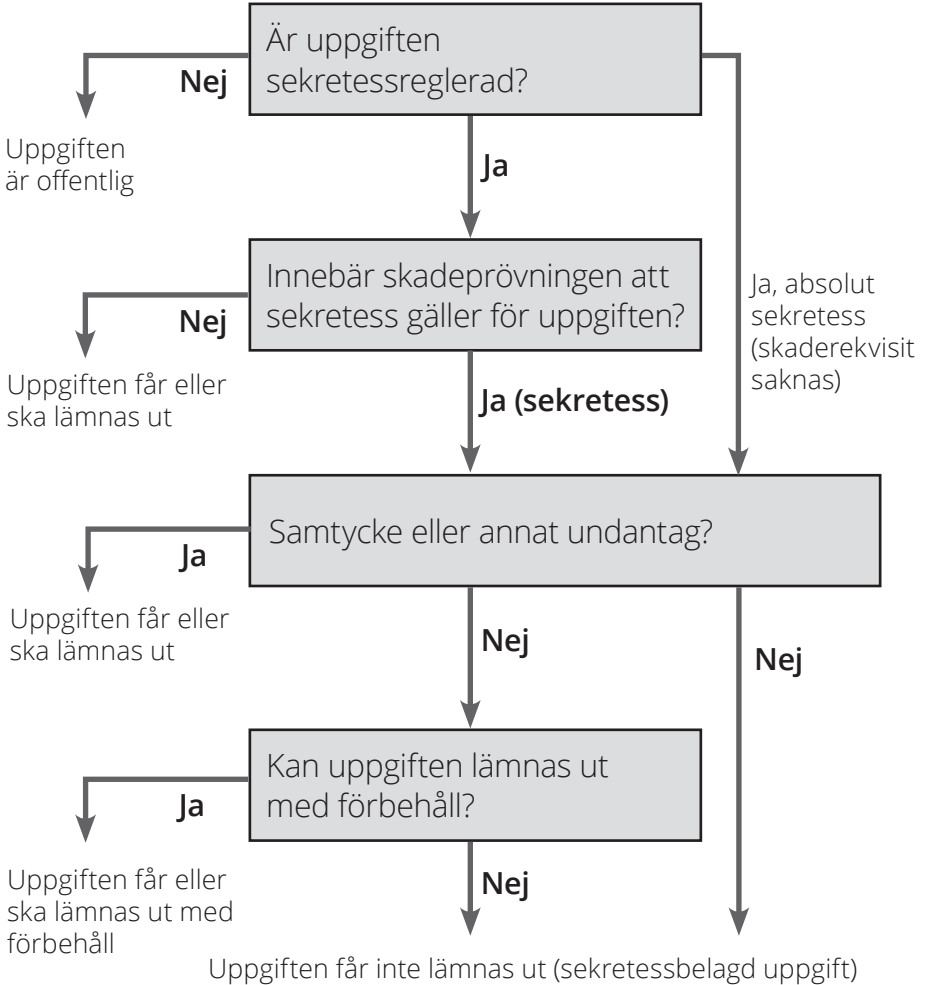 Är uppgiften
sekretessreglerad?
Nej
Uppgiften
är offentlig
Ja
Innebär skadeprövningen att
sekretess gäller för uppgiften?
Ja, absolut
sekretess
(skaderekvisit
saknas)
Nej
Uppgiften får eller
ska lämnas ut
Ja (sekretess)
Samtycke eller annat undantag?
Ja
Uppgiften får eller
ska lämnas ut
Nej
Nej
Kan uppgiften lämnas ut
med förbehåll?
Ja
Uppgiften får eller
ska lämnas ut med
förbehåll
Nej
Uppgiften får inte lämnas ut (sekretessbelagd uppgift)